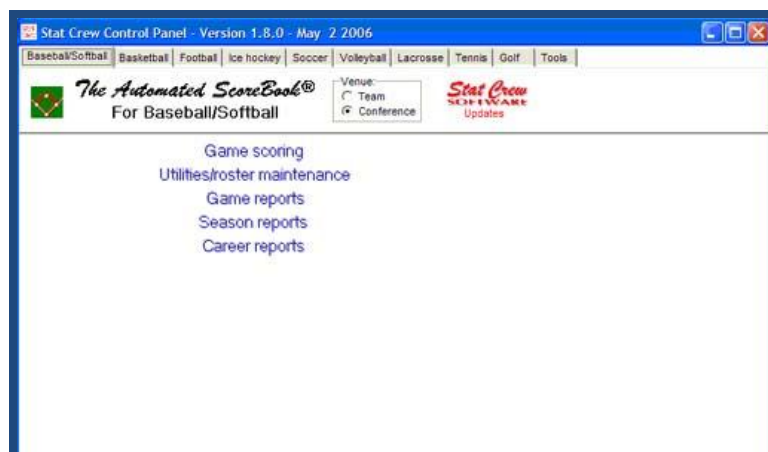 Stat Crew Control Panel - Version 1.8.0 - May 2 2006
Baseball/Softball Basketball Football Ice hockey Soccer Volleyball Lacrosse Tennis Golf Tools
The Automated ScoreBook®
For Baseball/Softball
Venue:
Team
Conference
Stat Crew
SOFTWARE
Updates
Game scoring
Utilities/roster maintenance
Game reports
Season reports
Career reports